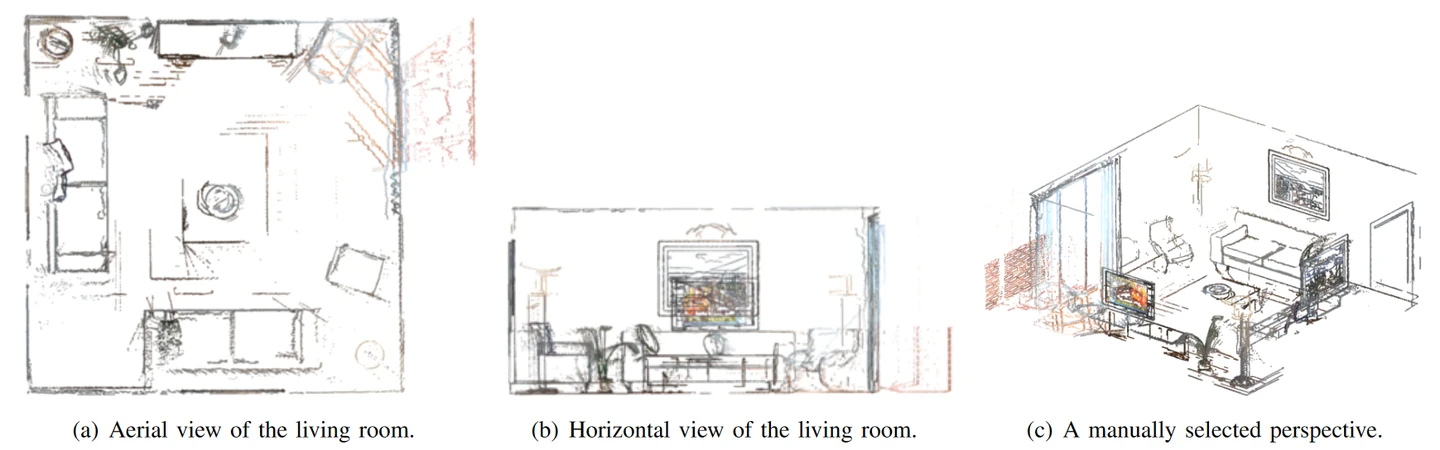 (a) Aerial view of the living room.
(b) Horizontal view of the living room.
(c) A manually selected perspective.